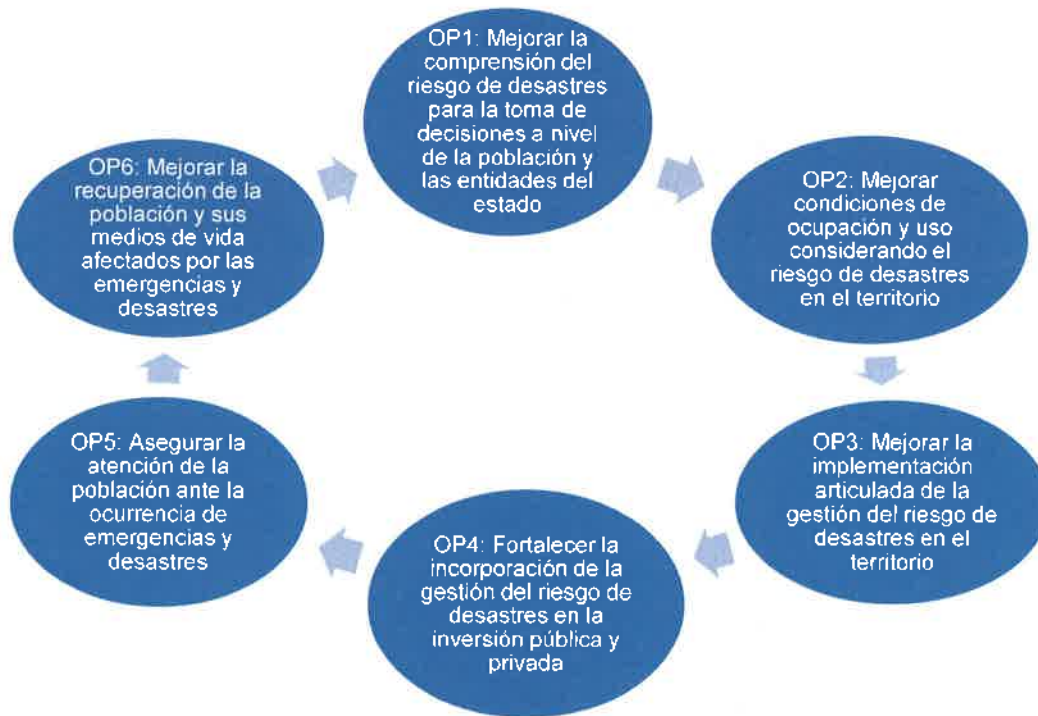 OP1: Mejorar la
comprensión del
riesgo de desastres
para la toma de
decisiones a nivel
de la población y
las entidades del
estado
OP2: Mejorar
condiciones de
ocupación y uso
considerando el
riesgo de desastres
en el territorio
OP3: Mejorar la
implementación
articulada de la
gestión del riesgo de
desastres en el
territorio
OP4: Fortalecer la
incorporación de la
gestión del riesgo de
desastres en la
inversión pública y
privada
OP5: Asegurar la
atención de la
población ante la
ocurrencia de
emergencias y
desastres
OP6: Mejorar la
recuperación de la
población y sus
medios de vida
afectados por las
emergencias y
desastres